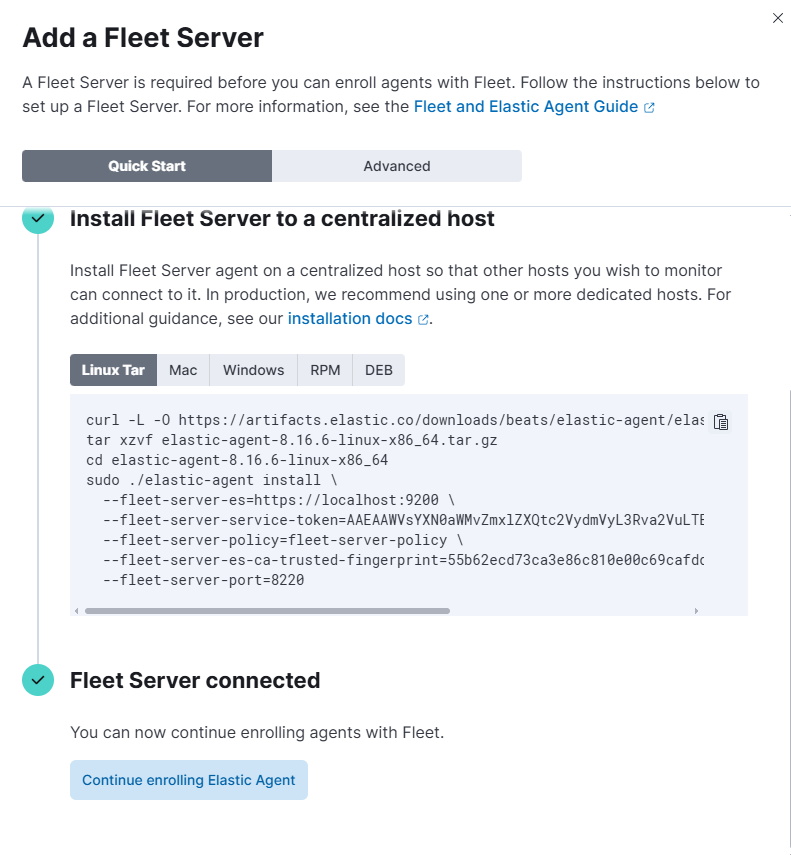 Add a Fleet Server
A Fleet Server is required before you can enroll agents with Fleet. Follow the instructions below to
set up a Fleet Server. For more information, see the Fleet and Elastic Agent Guide
Quick Start
Advanced
Install Fleet Server to a centralized host
Install Fleet Server agent on a centralized host so that other hosts you wish to monitor
can connect to it. In production, we recommend using one or more dedicated hosts. For
additional guidance, see our installation docs.
Linux Tar
Mac
Windows
RPM
DEB
curl -L -O https://artifacts.elastic.co/downloads/beats/elastic-agent/elas
tar xzvf elastic-agent-8.16.6-linux-x86_64.tar.gz
cd elastic-agent-8.16.6-linux-x86_64
sudo ./elastic-agent install \
--fleet-server-es=https://localhost:9200 \
--fleet-server-service-token=AAEAAWVsYXN0aWMvZmxlZXQtc2VydmVyL3Rva2VuLTE
--fleet-server-policy=fleet-server-policy \
--fleet-server-es-ca-trusted-fingerprint=55b62ecd73ca3e86c810e00c69cafdc
--fleet-server-port=8220
Fleet Server connected
You can now continue enrolling agents with Fleet.
Continue enrolling Elastic Agent